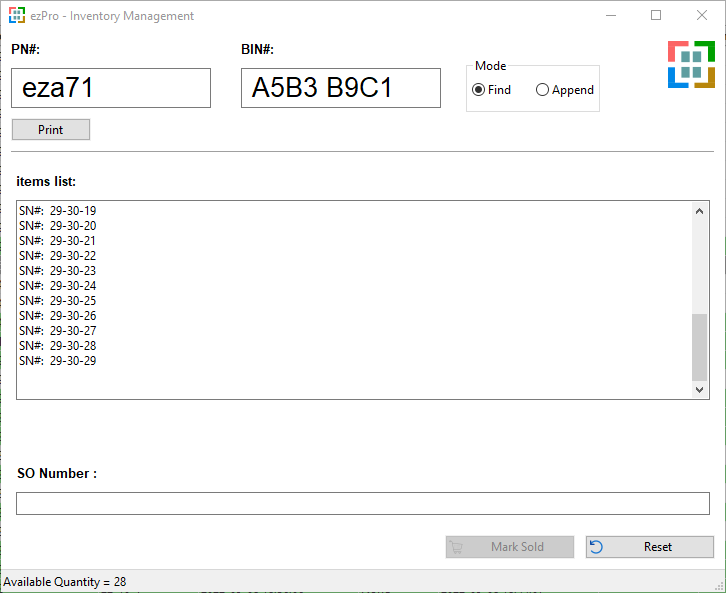 ezPro - Inventory Management
PN#:
BIN#:
eza71
A5B3 B9C1
Mode
Find
Append
Print
items list:
SN#: 29-30-19
SN#: 29-30-20
SN#: 29-30-21
SN#: 29-30-22
SN#: 29-30-23
SN#: 29-30-24
SN#: 29-30-25
SN#: 29-30-26
SN#: 29-30-27
SN#: 29-30-28
SN#: 29-30-29
SO Number :
Mark Sold
Reset
Available Quantity = 28